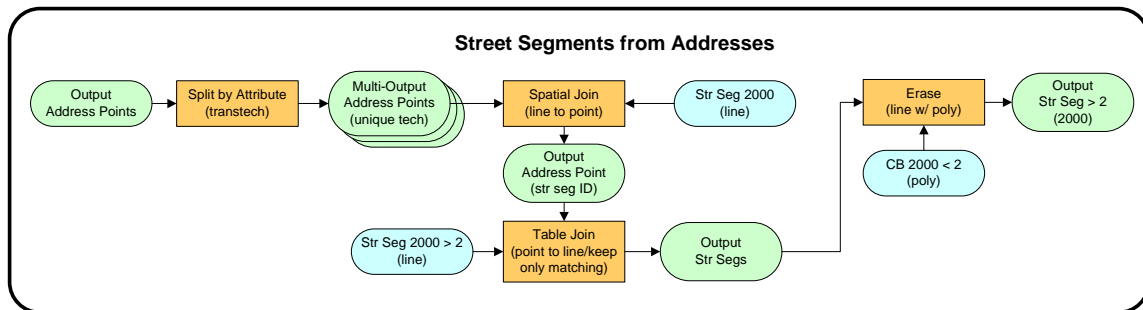 Street Segments from Addresses
Output
Address Points
Split by Attribute
(transtech)
Multi-Output
Address Points
(unique tech)
Spatial Join
(line to point)
Str Seg 2000
(line)
Erase
(line w/ poly)
Output
Str Seg > 2
(2000)
Output
Address Point
(str seg ID)
CB 2000 < 2
(poly)
Str Seg 2000 > 2
(line)
Table Join
(point to line/keep
only matching)
Output
Str Segs